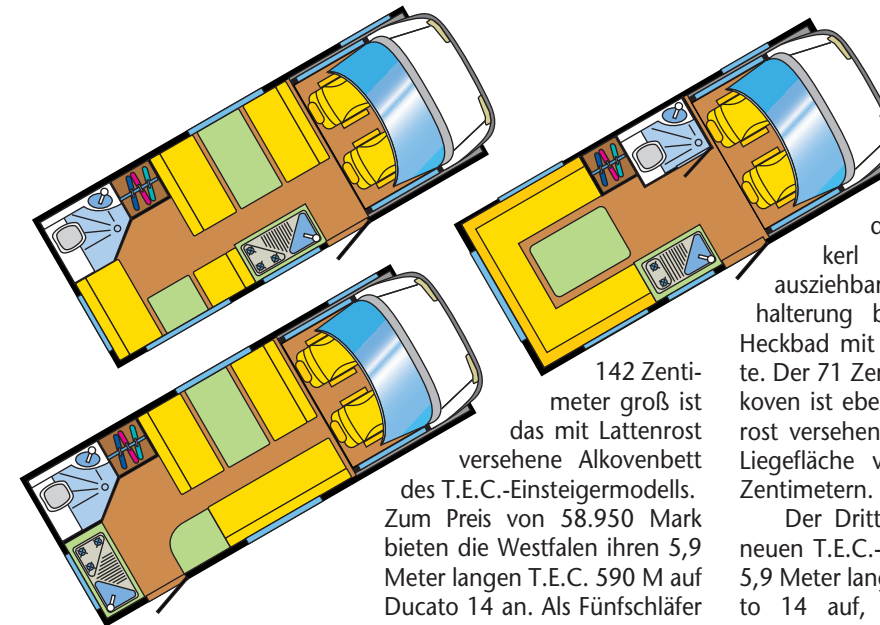 142 Zenti-
meter groß ist
das mit Lattenrost
versehene Alkovenbett
des T.E.C.-Einsteigermodells.
Zum Preis von 58.950 Mark
bieten die Westfalen ihren 5,9
Meter langen T.E.C. 590 M auf
Ducato 14 an. Als Fünfschläfer
kerl
ausziehbar
halterung b
Heckbad mit
te. Der 71 Zen
koven ist ebe
rost versehen
Liegefläche v
Zentimetern.
Der Dritt
neuen T.E.C.-
5,9 Meter lang
to 14 auf,